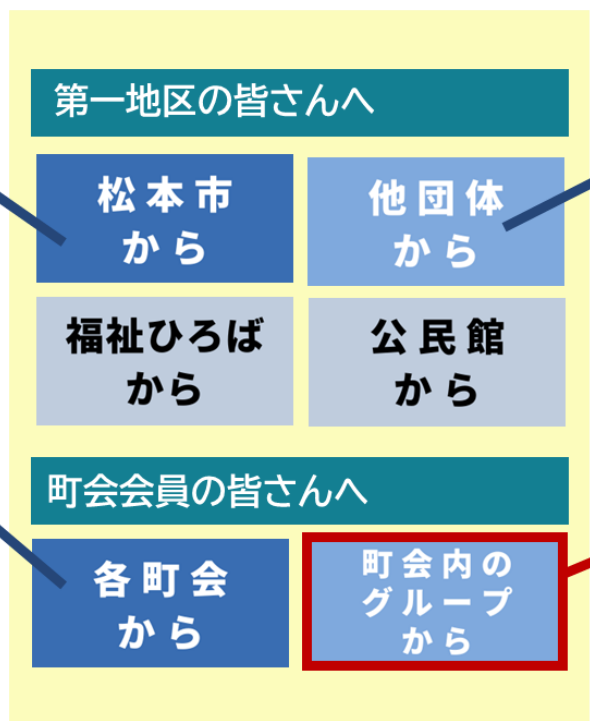 第一地区の皆さんへ
松本市
から
他団体
から
福祉ひろば
から
公民館
から
町会会員の皆さんへ
各町会
から
町会内の
グループ
から